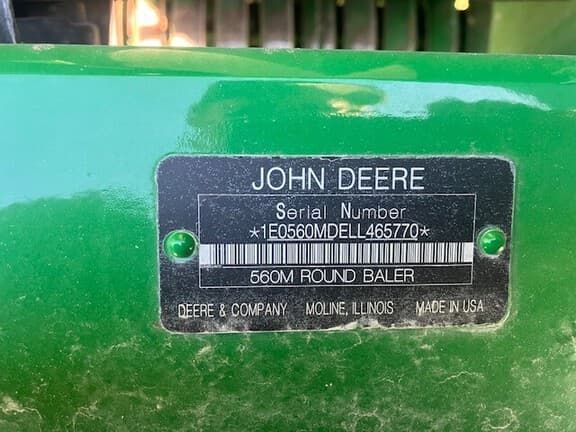 JOHN DEERE
Serial Number
*1E0560MDELL465770*
560M ROUND BALER
DEERE & COMPANY MOLINE, ILLINOIS MADE IN USA